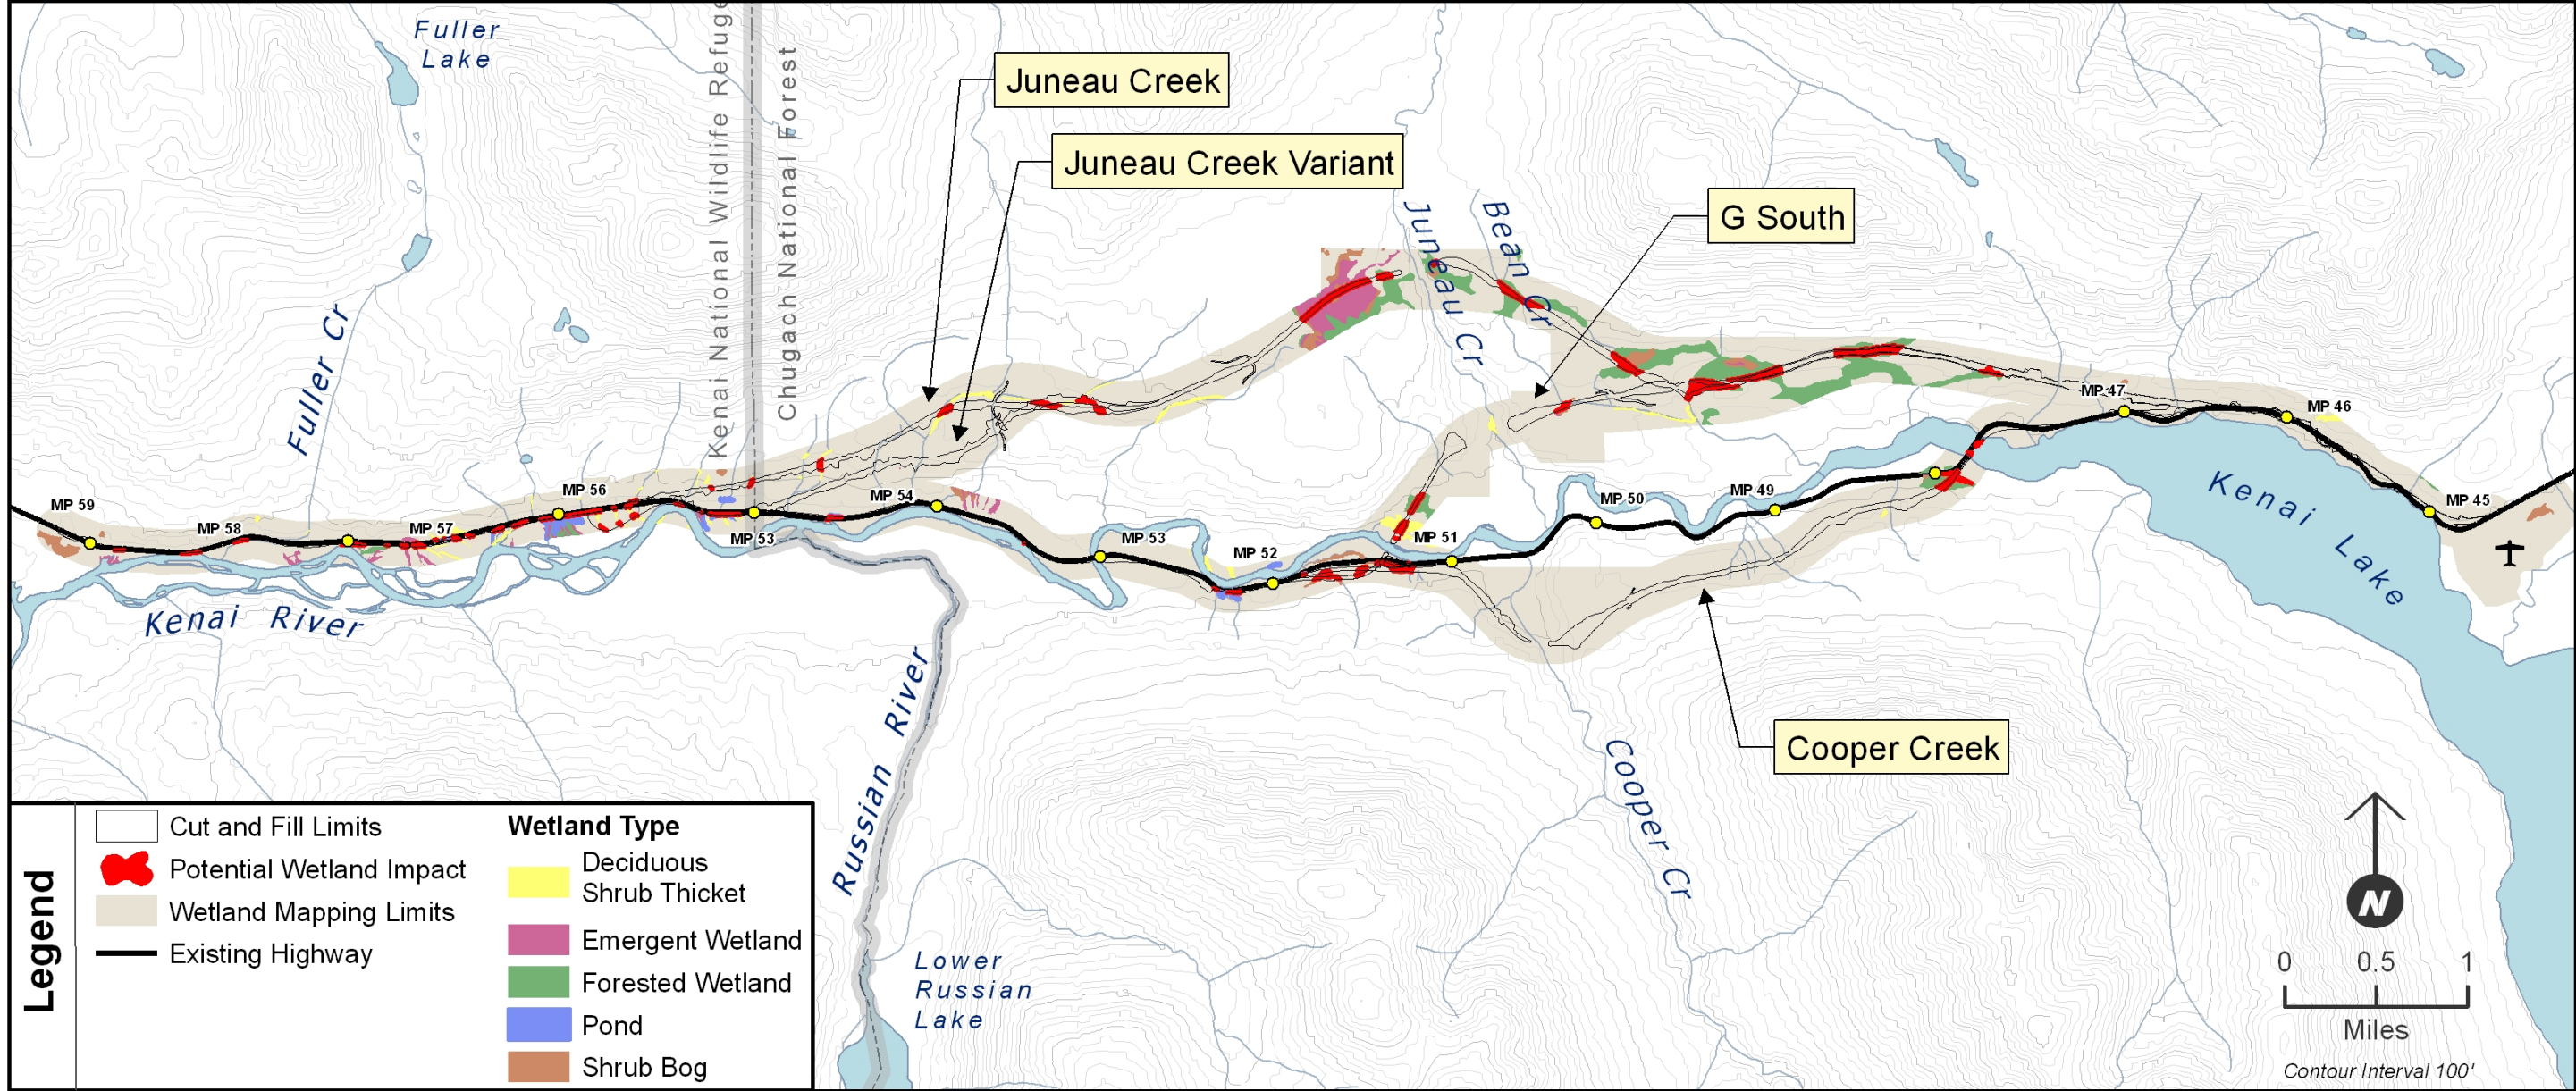 Fuller
Lake
Kenai National Wildlife Refuge
Chugach National Forest
Juneau Creek
Juneau Creek Variant
G South
Juneau Cr
Bean Cr
Fuller Cr
MP 59
MP 58
MP 57
MP 56
MP 53
MP 54
MP 53
MP 52
MP 51
MP 50
MP 49
MP 47
MP 46
MP 45
Kenai Lake
Kenai River
Russian River
Cooper Creek
Cooper Cr
Lower
Russian
Lake
Legend
Cut and Fill Limits
Potential Wetland Impact
Wetland Mapping Limits
Existing Highway
Wetland Type
Deciduous
Shrub Thicket
Emergent Wetland
Forested Wetland
Pond
Shrub Bog
N
0 0.5 1
Miles
Contour Interval 100'